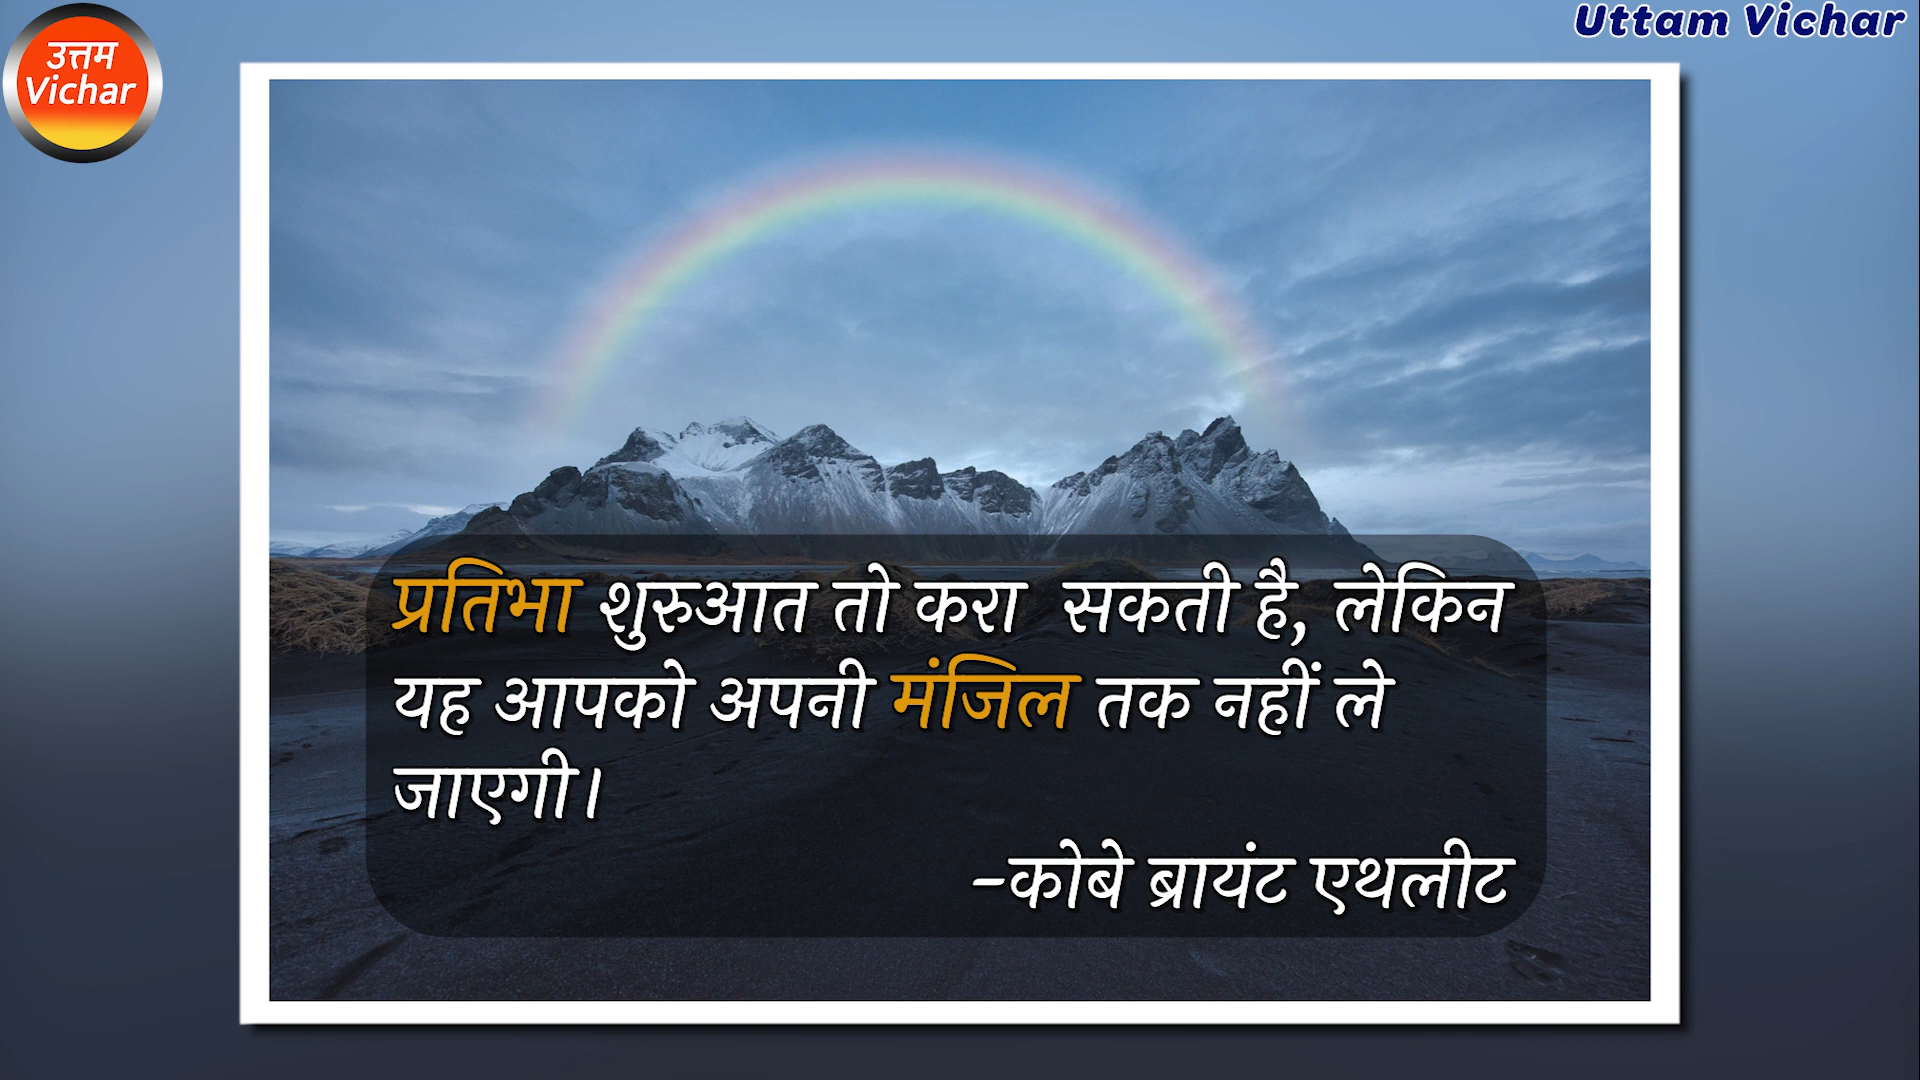 उत्तम
Vichar
Uttam Vichar
प्रतिभा शुरुआत तो करा  सकती है, लेकिन
यह आपको अपनी मंजिल तक नहीं ले
जाएगी।
-कोबे ब्रायंट एथलीट